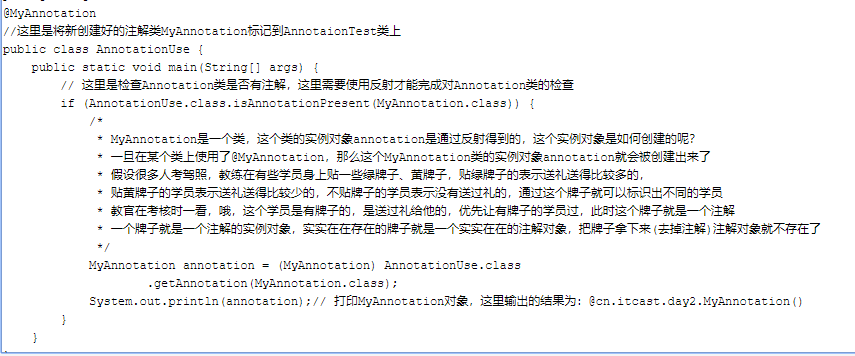 @MyAnnotation
//这里是将新创建好的注解类MyAnnotation标记到AnnotaionTest类上
public class AnnotationUse {
    public static void main(String[] args) {
        // 这里是检查Annotation类是否有注解，这里需要使用反射才能完成对Annotation类的检查
        if (AnnotationUse.class.isAnnotationPresent(MyAnnotation.class)) {
            /*
             * MyAnnotation是一个类，这个类的实例对象annotation是通过反射得到的，这个实例对象是如何创建的呢？
             * 一旦在某个类上使用了@MyAnnotation，那么这个MyAnnotation类的实例对象annotation就会被创建出来了
             * 假设很多人考驾照，教练在有些学员身上贴一些绿牌子、黄牌子，贴绿牌子的表示送礼送得比较多的，
             * 贴黄牌子的学员表示送礼送得比较少的，不贴牌子的学员表示没有送过礼的，通过这个牌子就可以标识出不同的学员
             * 教官在考核时一看，哦，这个学员是有牌子的，是送过礼给他的，优先让有牌子的学员过，此时这个牌子就是一个注解
             * 一个牌子就是一个注解的实例对象，实实在在存在的牌子就是一个实实在在的注解对象，把牌子拿下来(去掉注解)注解对象就不存在了
             */
            MyAnnotation annotation = (MyAnnotation) AnnotationUse.class
                    .getAnnotation(MyAnnotation.class);
            System.out.println(annotation);// 打印MyAnnotation对象，这里输出的结果为：@cn.itcast.day2.MyAnnotation()
        }
    }